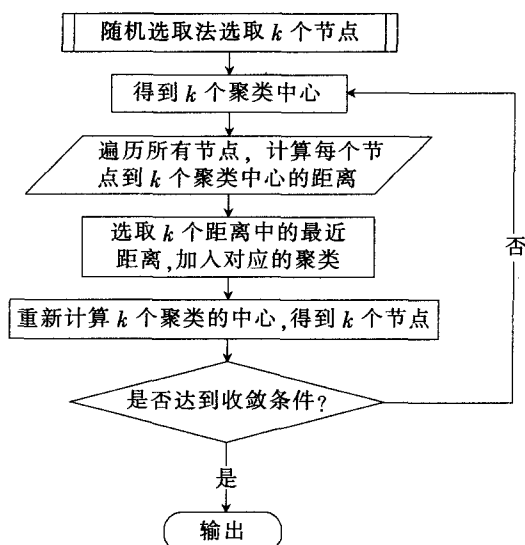 随机选取法选取 k 个节点
得到 k 个聚类中心
遍历所有节点，计算每个节
点到 k 个聚类中心的距离
选取 k 个距离中的最近
距离,加入对应的聚类
重新计算 k 个聚类的中心,得到 k 个节点
是否达到收敛条件?
否
是
输出